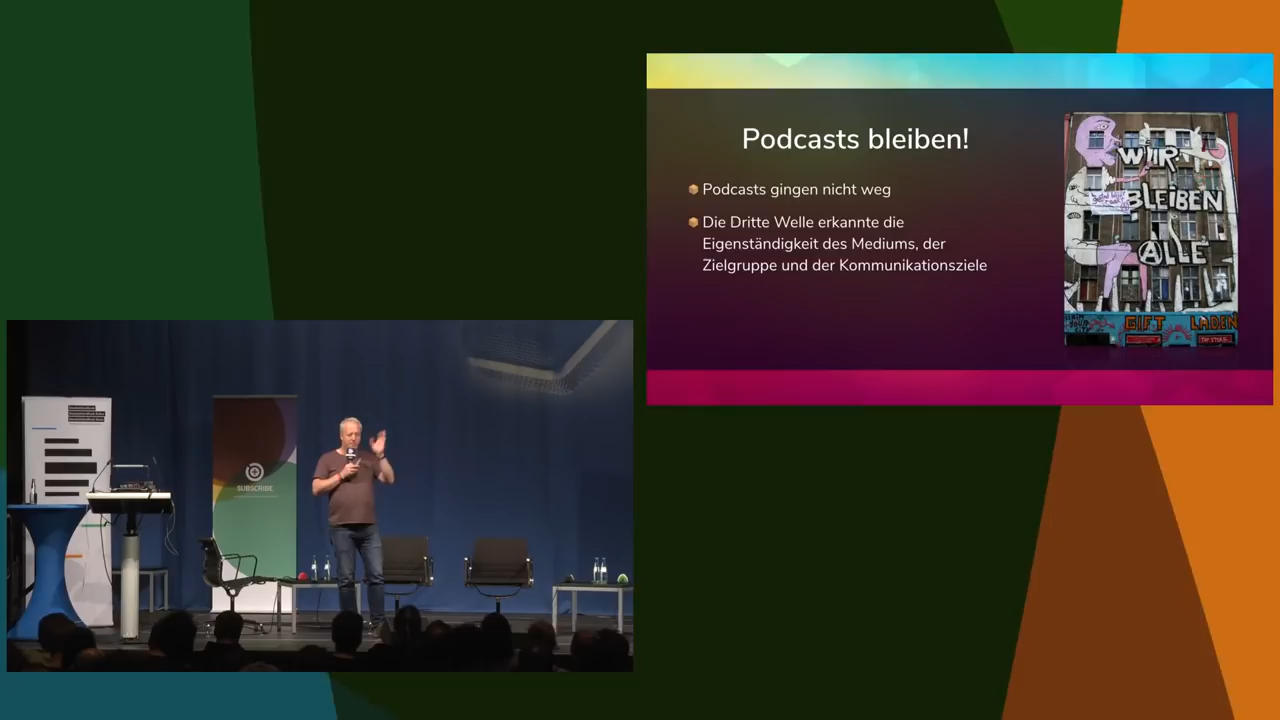 Podcasts bleiben!
Podcasts gingen nicht weg
Die Dritte Welle erkannte die
Eigenständigkeit des Mediums, der
Zielgruppe und der Kommunikationsziele
WIR
BLEIBEN
ALLE
GIFT LADEN
SUBSCRIBE